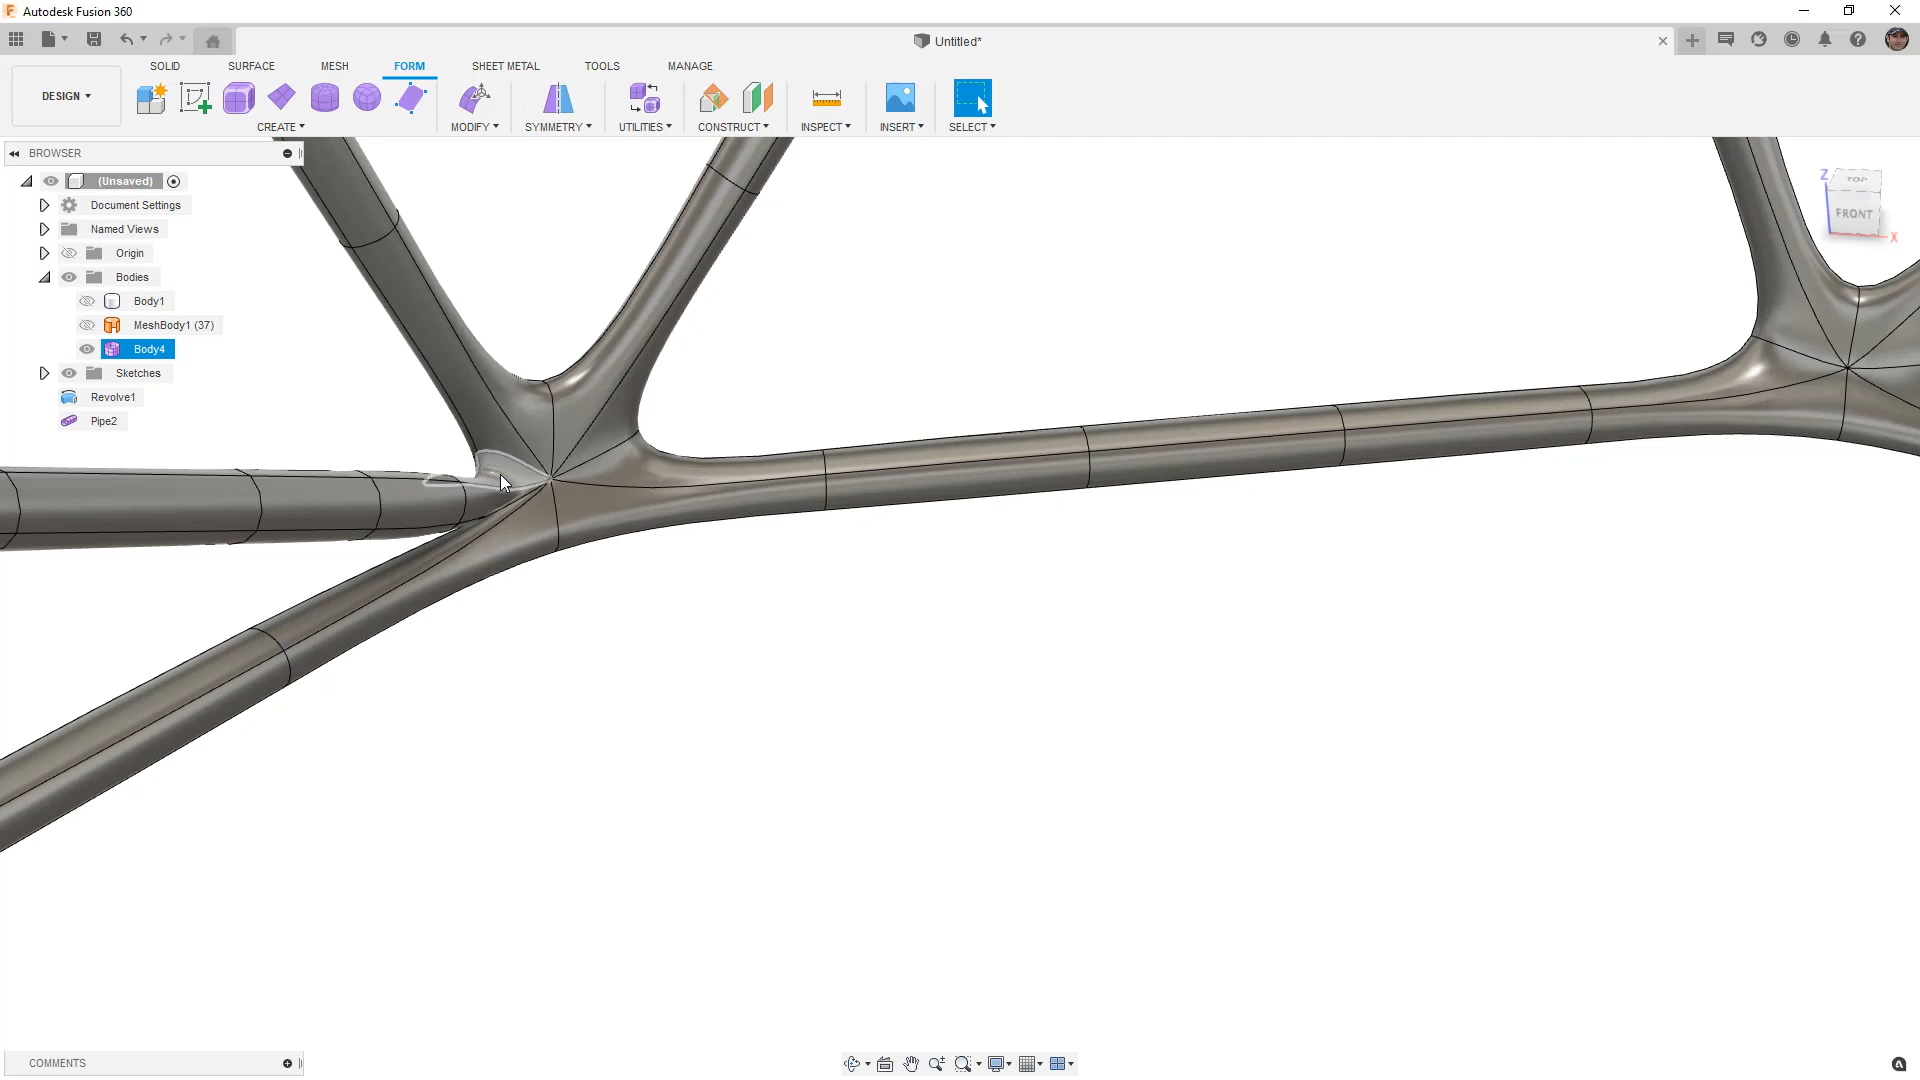 Autodesk Fusion 360
Untitled*
DESIGN
SOLID
SURFACE
MESH
FORM
SHEET METAL
TOOLS
MANAGE
CREATE
MODIFY
SYMMETRY
UTILITIES
CONSTRUCT
INSPECT
INSERT
SELECT
BROWSER
(Unsaved)
Document Settings
Named Views
Origin
Bodies
Body1
MeshBody1 (37)
Body4
Sketches
Revolve1
Pipe2
Z
TOP
FRONT
X
COMMENTS